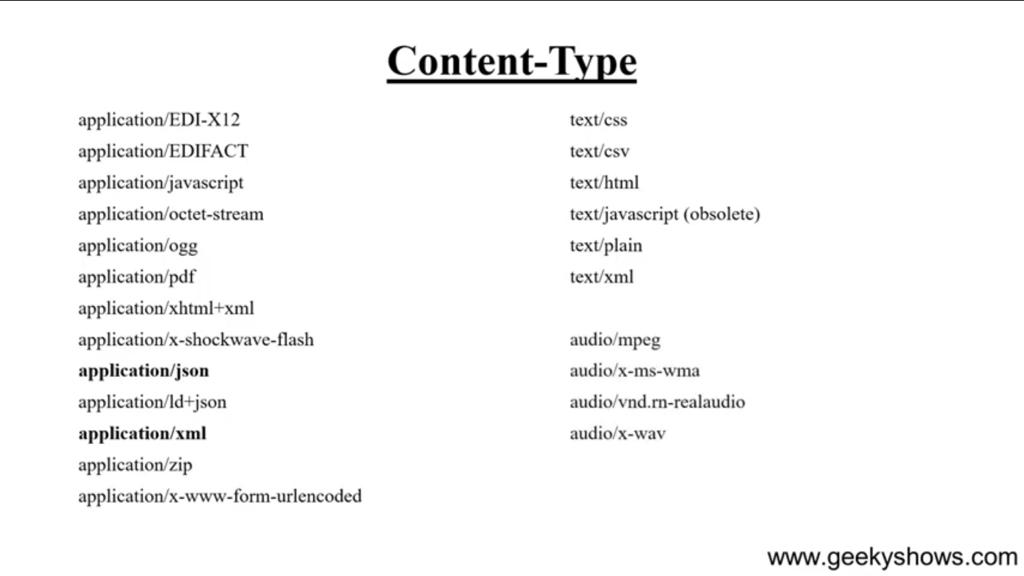 Content-Type
application/EDI-X12
application/EDIFACT
application/javascript
application/octet-stream
application/ogg
application/pdf
application/xhtml+xml
application/x-shockwave-flash
application/json
application/ld+json
application/xml
application/zip
application/x-www-form-urlencoded
text/css
text/csv
text/html
text/javascript (obsolete)
text/plain
text/xml
audio/mpeg
audio/x-ms-wma
audio/vnd.rn-realaudio
audio/x-wav
www.geekyshows.com